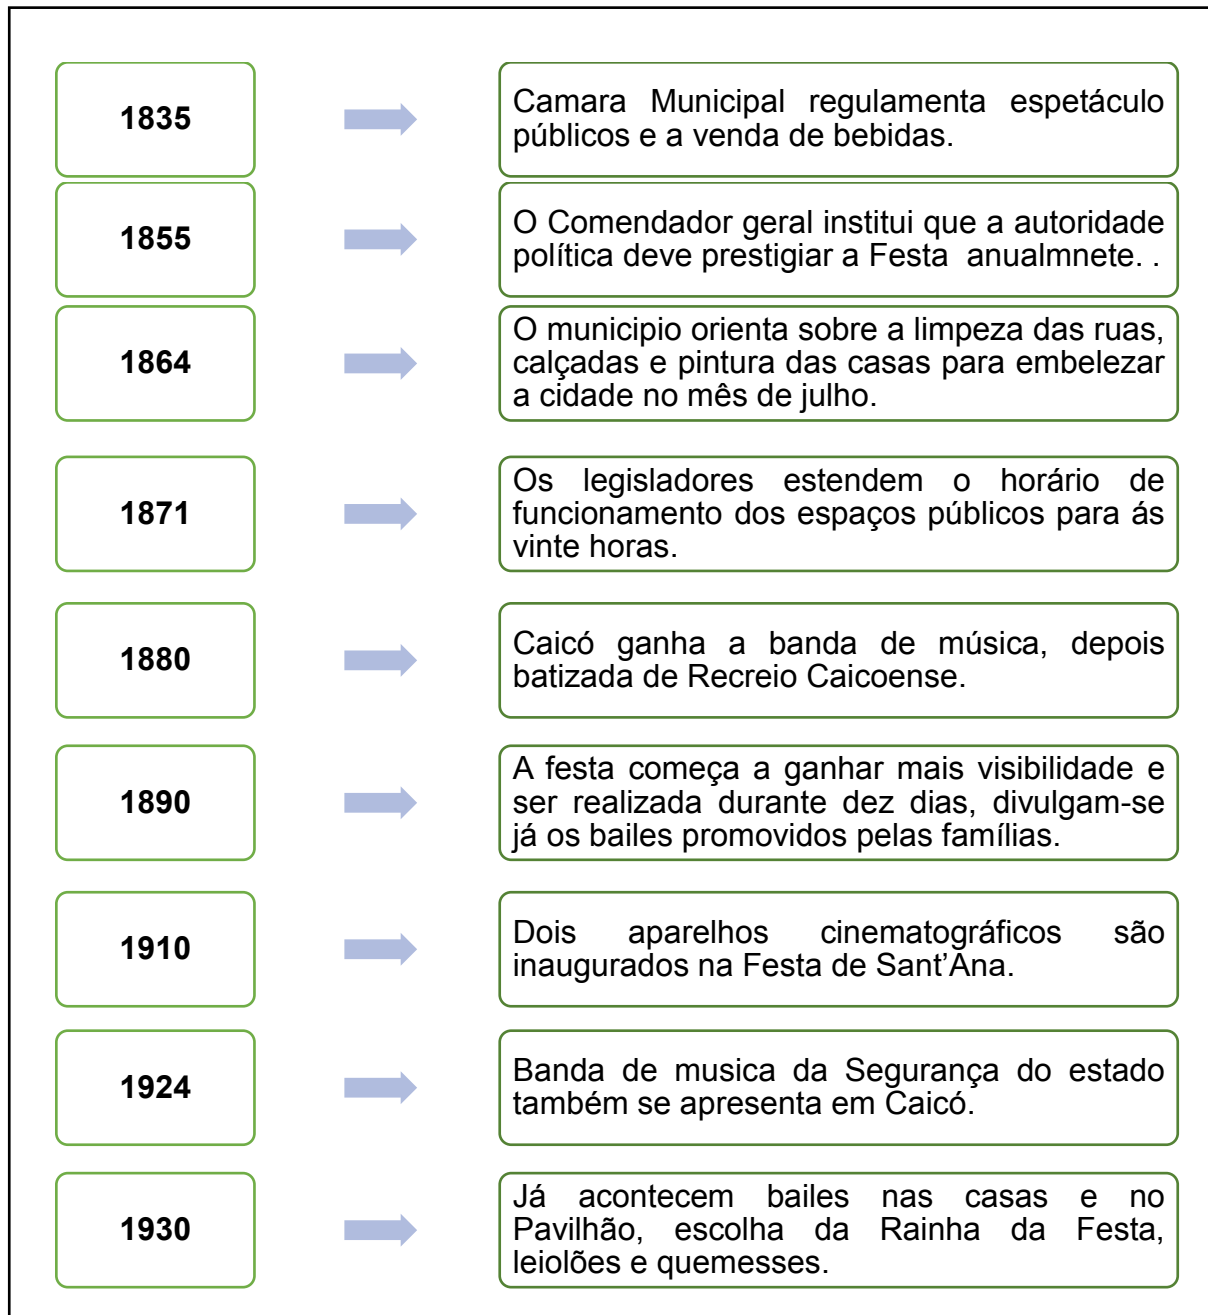 1835
Camara Municipal regulamenta espetáculo
públicos e a venda de bebidas.
1855
O Comendador geral institui que a autoridade
política deve prestigiar a Festa anualmnete. .
1864
O municipio orienta sobre a limpeza das ruas,
calçadas e pintura das casas para embelezar
a cidade no mês de julho.
1871
Os legisladores estendem o horário de
funcionamento dos espaços públicos para ás
vinte horas.
1880
Caicó ganha a banda de música, depois
batizada de Recreio Caicoense.
1890
A festa começa a ganhar mais visibilidade e
ser realizada durante dez dias, divulgam-se
já os bailes promovidos pelas famílias.
1910
Dois aparelhos cinematográficos são
inaugurados na Festa de Sant’Ana.
1924
Banda de musica da Segurança do estado
também se apresenta em Caicó.
1930
Já acontecem bailes nas casas e no
Pavilhão, escolha da Rainha da Festa,
leiolões e quemesses.